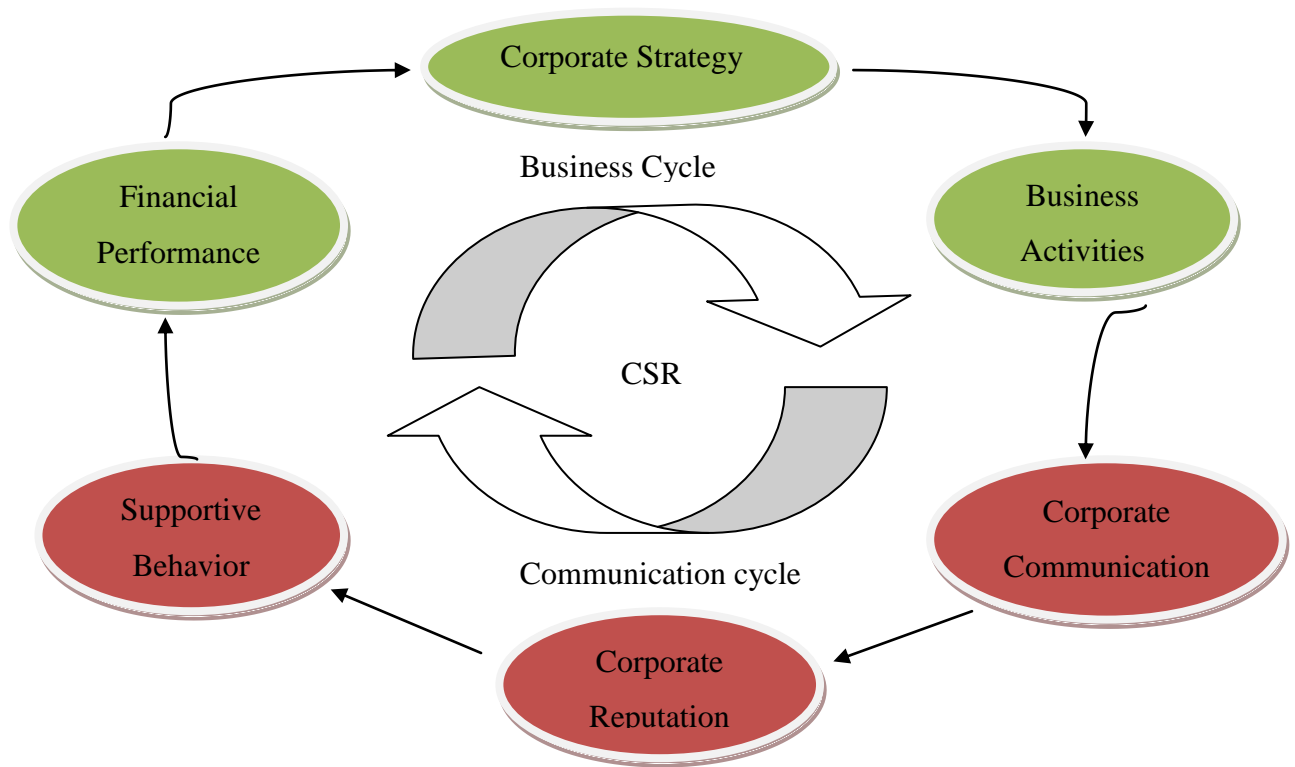 Corporate Strategy
Business Cycle
Financial
Performance
Business
Activities
CSR
Supportive
Behavior
Corporate
Communication
Communication cycle
Corporate
Reputation